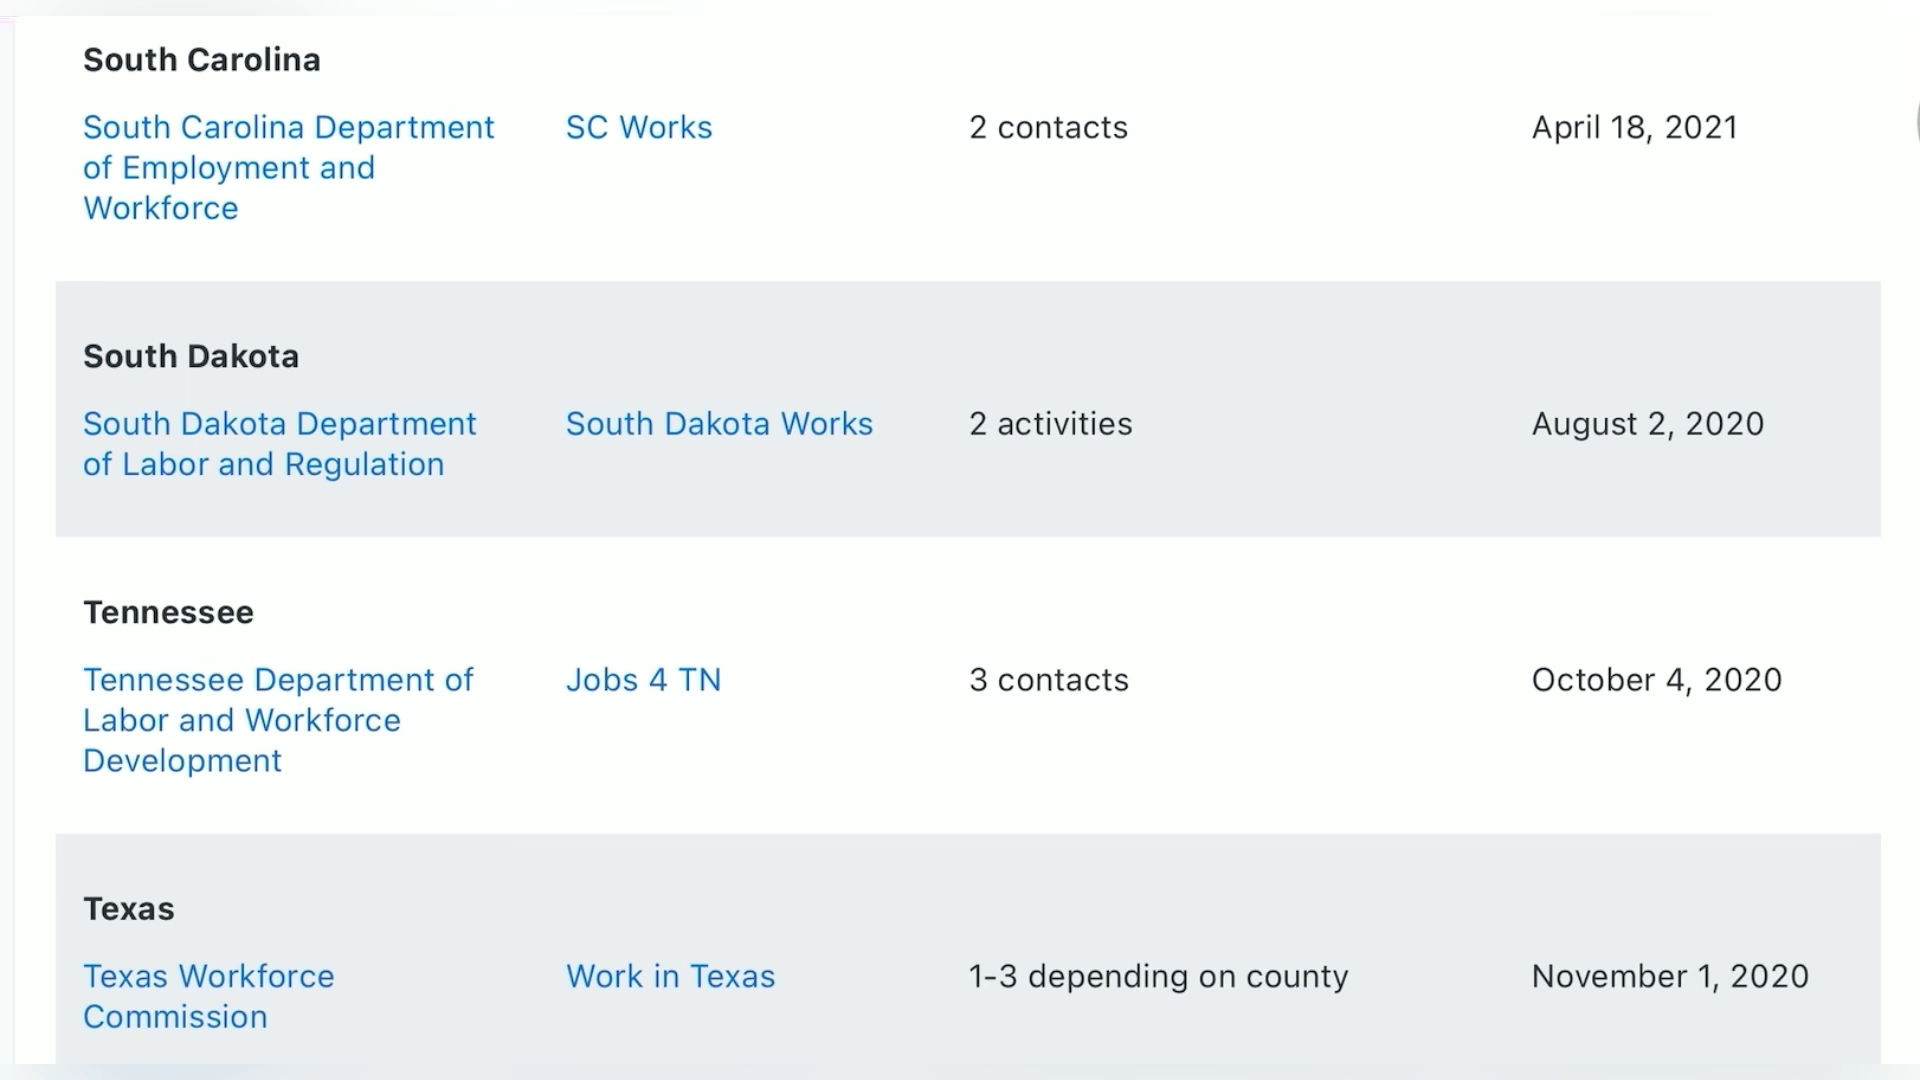 South Carolina
South Carolina Department
of Employment and
Workforce
SC Works
2 contacts
April 18, 2021
South Dakota
South Dakota Department
of Labor and Regulation
South Dakota Works
2 activities
August 2, 2020
Tennessee
Tennessee Department of
Labor and Workforce
Development
Jobs 4 TN
3 contacts
October 4, 2020
Texas
Texas Workforce
Commission
Work in Texas
1-3 depending on county
November 1, 2020